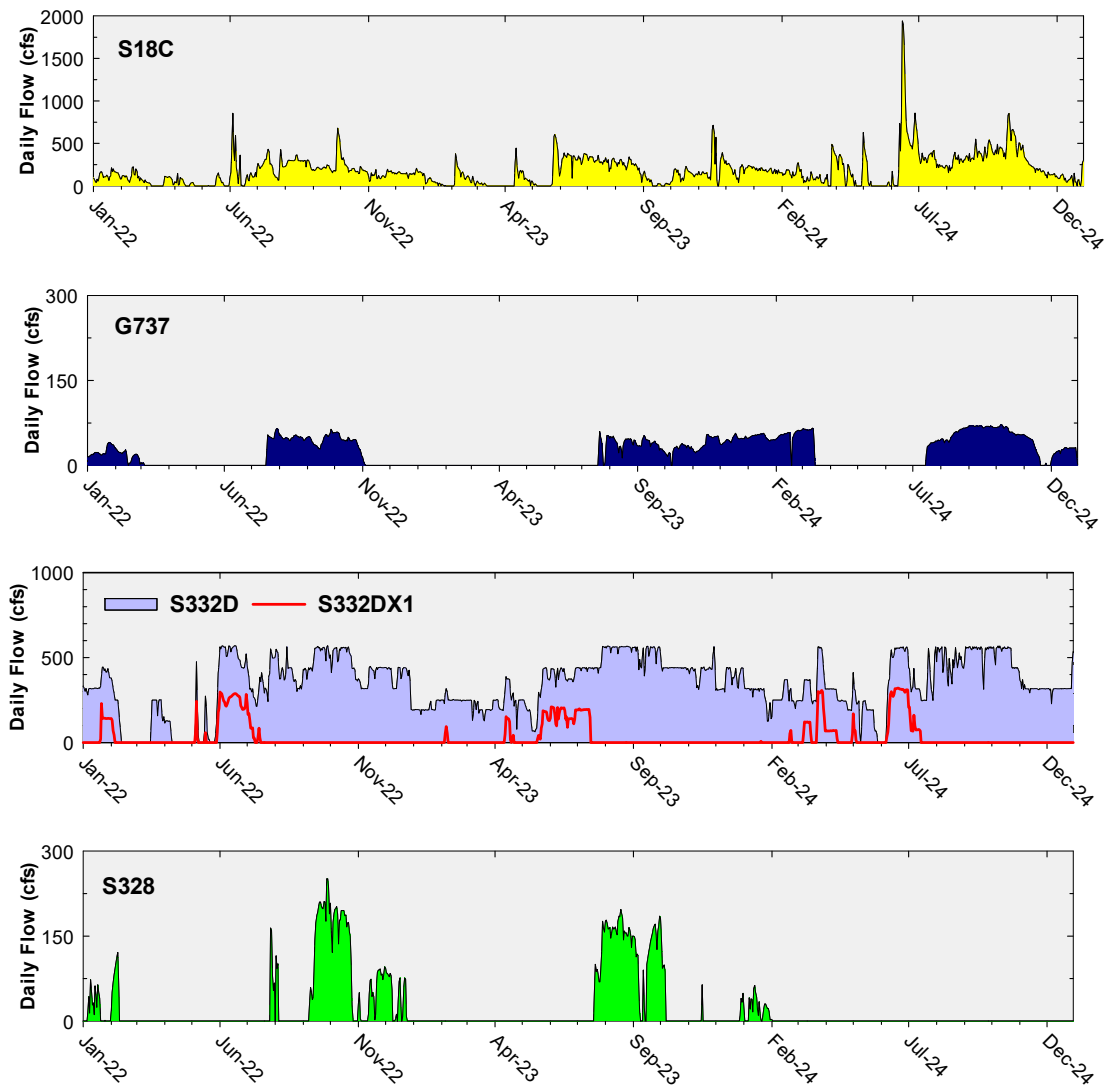 2000
1500
1000
500
0
Daily Flow (cfs)
S18C
Jan-22 Jun-22 Nov-22 Apr-23 Sep-23 Feb-24 Jul-24 Dec-24
300
150
0
Daily Flow (cfs)
G737
Jan-22 Jun-22 Nov-22 Apr-23 Sep-23 Feb-24 Jul-24 Dec-24
1000
500
0
Daily Flow (cfs)
S332D S332DX1
Jan-22 Jun-22 Nov-22 Apr-23 Sep-23 Feb-24 Jul-24 Dec-24
300
150
0
Daily Flow (cfs)
S328
Jan-22 Jun-22 Nov-22 Apr-23 Sep-23 Feb-24 Jul-24 Dec-24